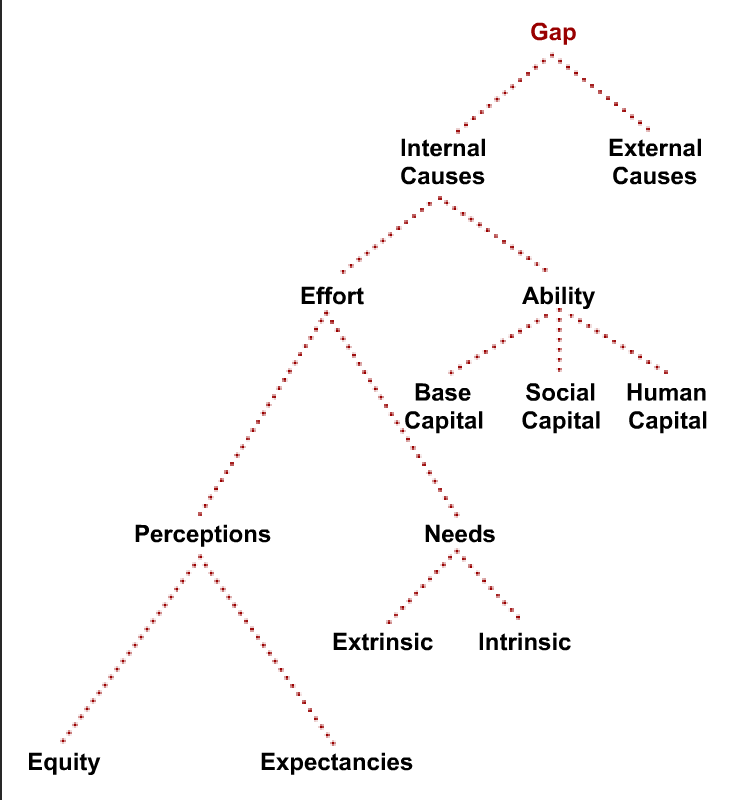 Gap
Internal
Causes
External
Causes
Effort
Ability
Base
Capital
Social
Capital
Human
Capital
Perceptions
Needs
Extrinsic
Intrinsic
Equity
Expectancies